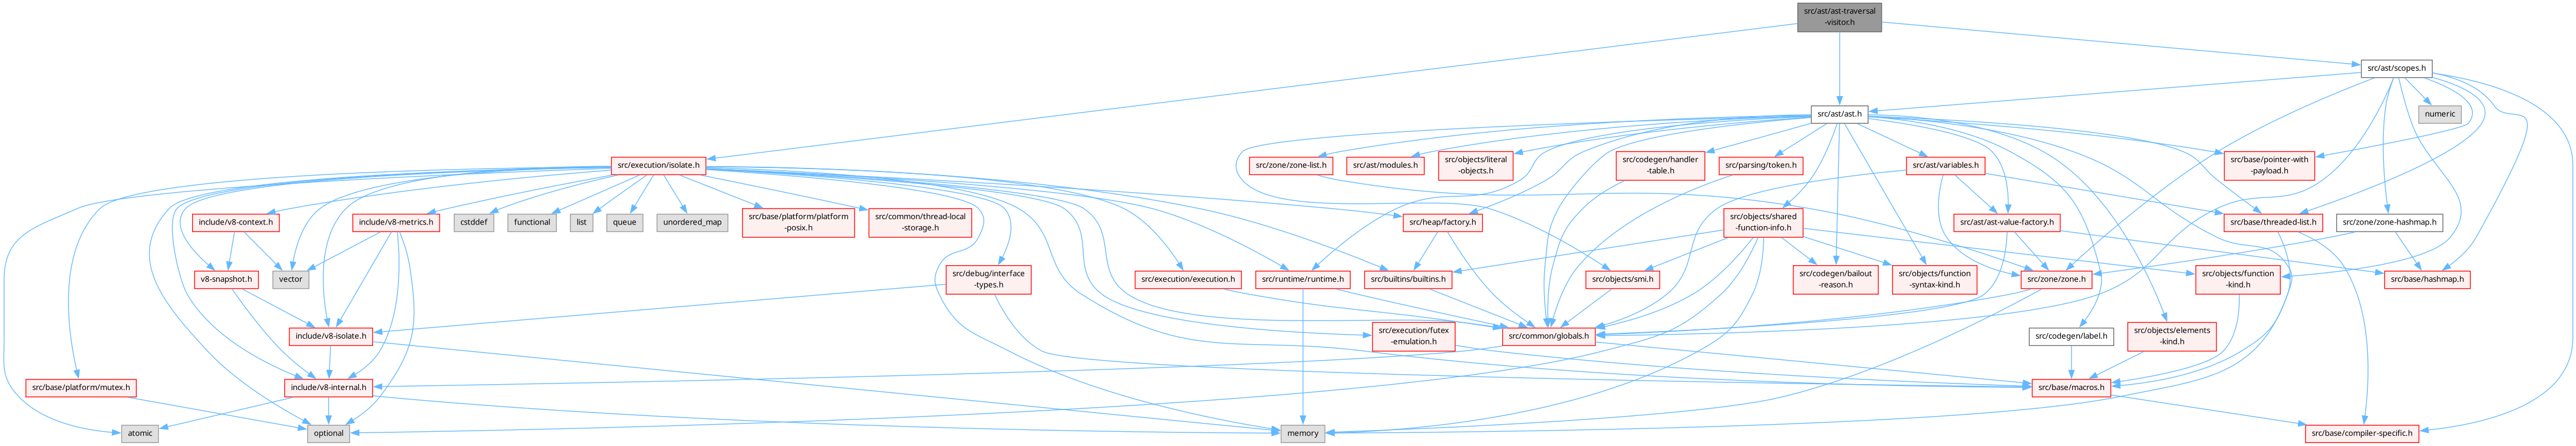 src/ast/ast-traversal
-visitor.h
src/ast/scopes.h
src/ast/ast.h
numeric
src/execution/isolate.h
src/zone/zone-list.h
src/ast/modules.h
src/objects/literal
-objects.h
src/codegen/handler
-table.h
src/parsing/token.h
src/ast/variables.h
src/base/pointer-with
-payload.h
include/v8-context.h
include/v8-metrics.h
cstddef
functional
list
queue
unordered_map
src/base/platform/platform
-posix.h
src/common/thread-local
-storage.h
src/heap/factory.h
src/objects/shared
-function-info.h
src/ast/ast-value-factory.h
src/base/threaded-list.h
src/zone/zone-hashmap.h
v8-snapshot.h
vector
src/debug/interface
-types.h
src/execution/execution.h
src/runtime/runtime.h
src/builtins/builtins.h
src/objects/smi.h
src/codegen/bailout
-reason.h
src/objects/function
-syntax-kind.h
src/zone/zone.h
src/objects/function
-kind.h
src/base/hashmap.h
include/v8-isolate.h
src/execution/futex
-emulation.h
src/common/globals.h
src/codegen/label.h
src/objects/elements
-kind.h
src/base/platform/mutex.h
include/v8-internal.h
src/base/macros.h
atomic
optional
memory
src/base/compiler-specific.h